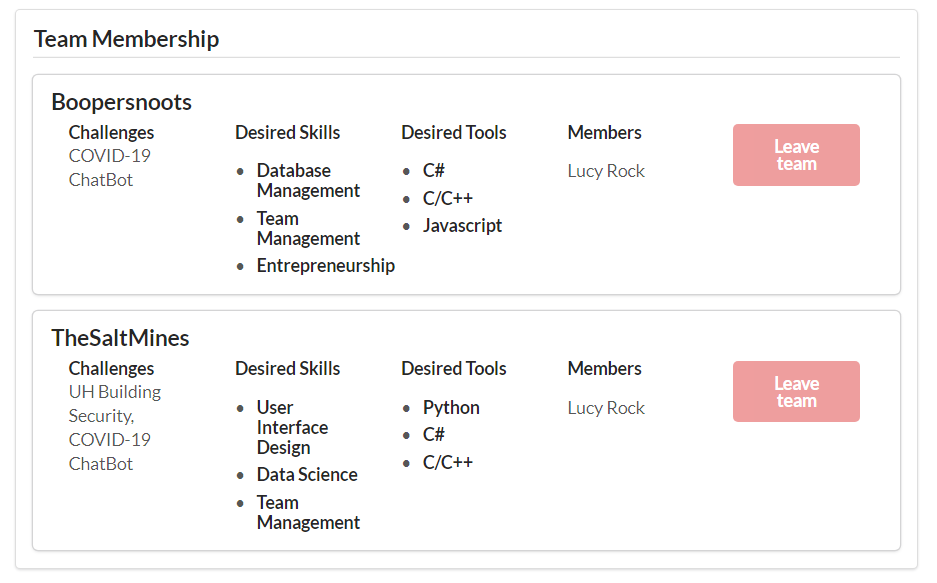 Team Membership
Boopersnoots
Challenges
COVID-19
ChatBot
Desired Skills
Database
Management
Team
Management
Entrepreneurship
Desired Tools
C#
C/C++
Javascript
Members
Lucy Rock
Leave
team
TheSaltMines
Challenges
UH Building
Security,
COVID-19
ChatBot
Desired Skills
User
Interface
Design
Data Science
Team
Management
Desired Tools
Python
C#
C/C++
Members
Lucy Rock
Leave
team